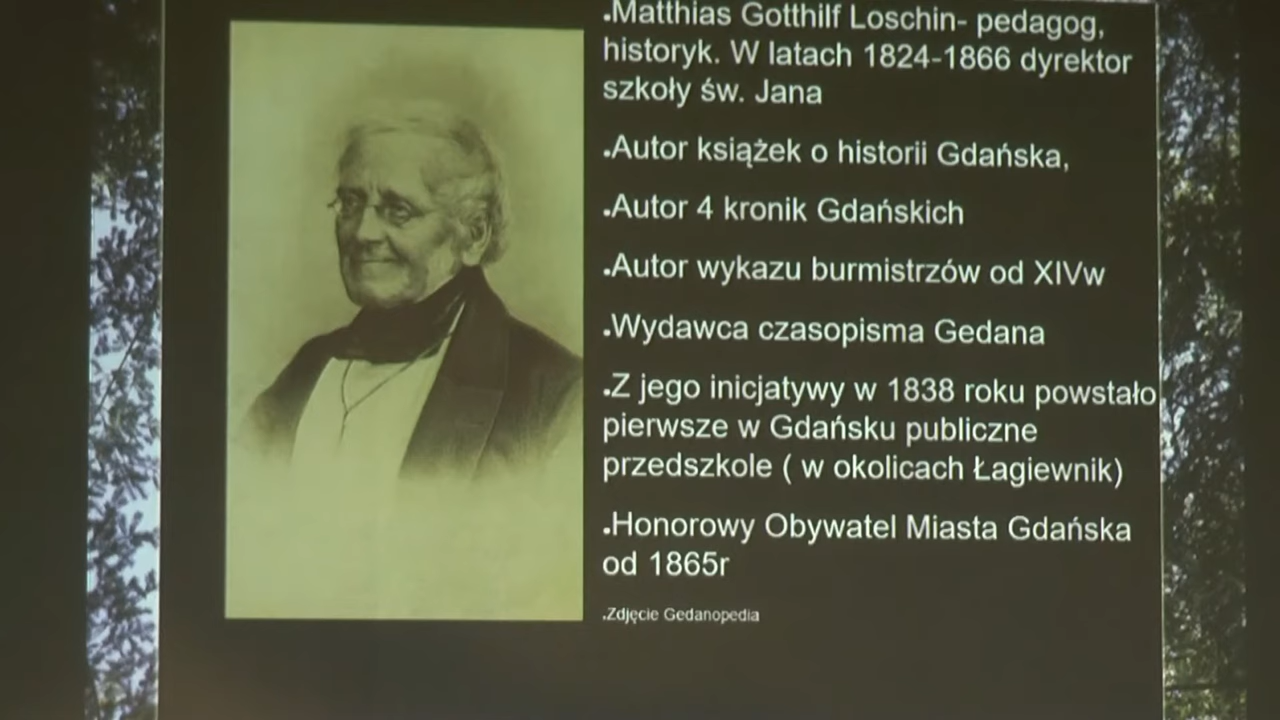 .Matthias Gotthilf Loschin- pedagog,
historyk. W latach 1824-1866 dyrektor
szkoły św. Jana
.Autor książek o historii Gdańska,
.Autor 4 kronik Gdańskich
.Autor wykazu burmistrzów od XIVw
.Wydawca czasopisma Gedana
.Z jego inicjatywy w 1838 roku powstało
pierwsze w Gdańsku publiczne
przedszkole ( w okolicach Łagiewnik)
.Honorowy Obywatel Miasta Gdańska
od 1865r
.Zdjęcie Gedanopedia